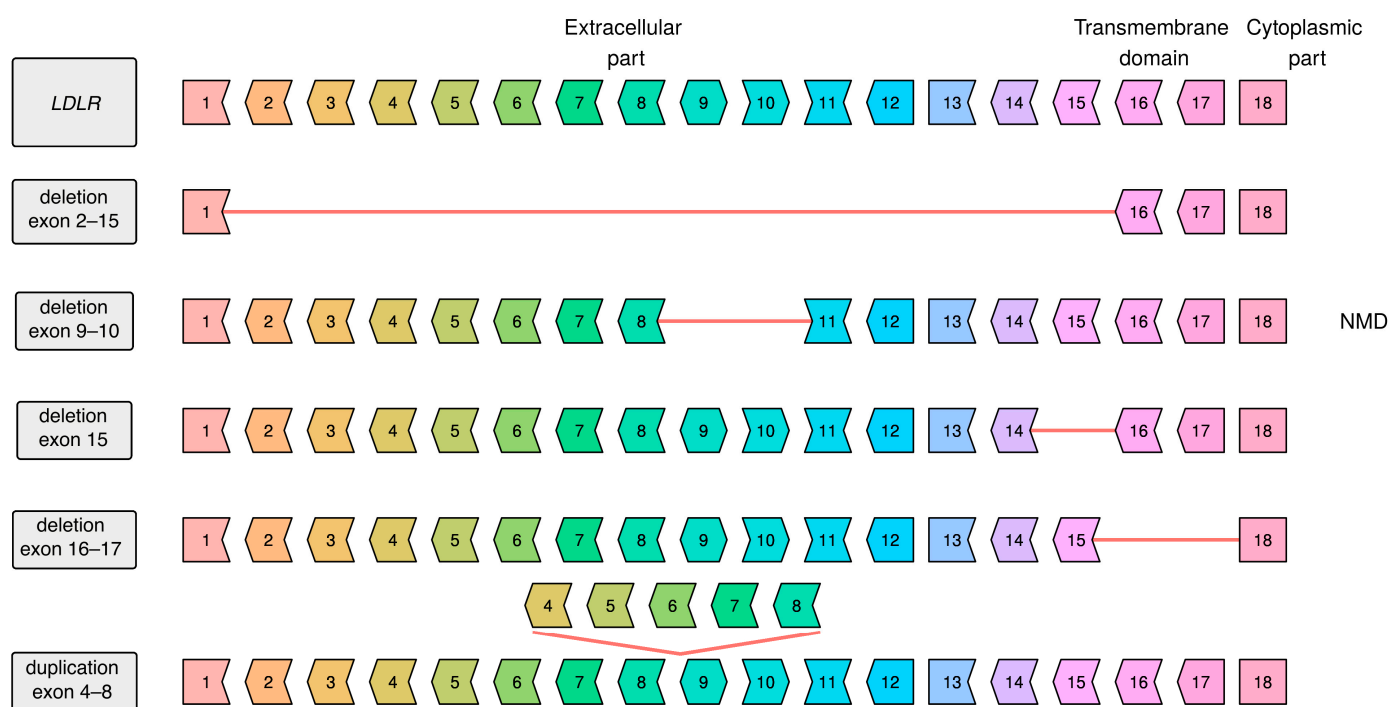 Extracellular part
Transmembrane domain
Cytoplasmic part
LDLR
1 2 3 4 5 6 7 8 9 10 11 12 13 14 15 16 17 18
deletion
exon 2–15
1 16 17 18
deletion
exon 9–10
1 2 3 4 5 6 7 8 11 12 13 14 15 16 17 18
NMD
deletion
exon 15
1 2 3 4 5 6 7 8 9 10 11 12 13 14 16 17 18
deletion
exon 16–17
1 2 3 4 5 6 7 8 9 10 11 12 13 14 15 18
4 5 6 7 8
duplication
exon 4–8
1 2 3 4 5 6 7 8 9 10 11 12 13 14 15 16 17 18